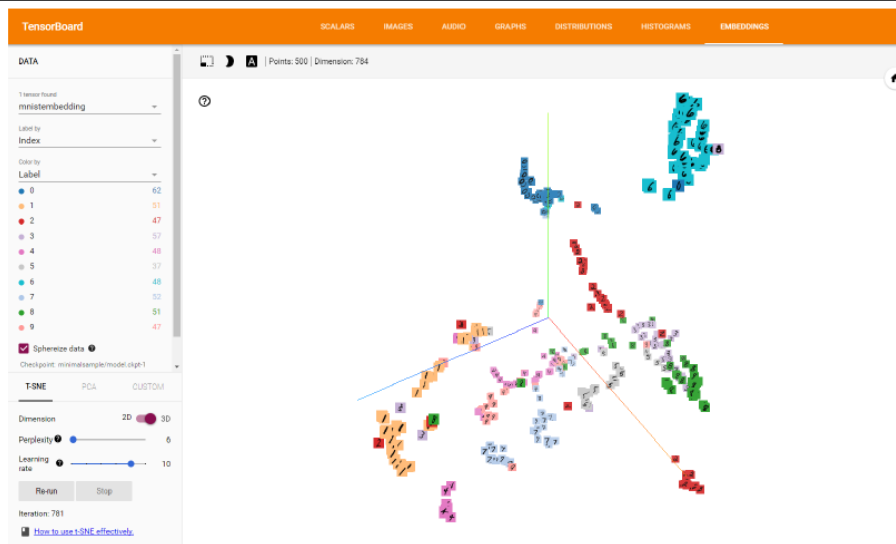 TensorBoard
SCALARS IMAGES AUDIO GRAPHS DISTRIBUTIONS HISTOGRAMS EMBEDDINGS
DATA
A Points: 500 | Dimension: 784
1 tensor found
mnistembedding
Label by
Index
Color by
Label
0 62
1 51
2 47
3 57
4 48
5 37
6 48
7 52
8 51
9 47
Sphereize data ?
Checkpoint: minimalsample/model.ckpt-1
T-SNE PCA CUSTOM
Dimension 2D 3D
Perplexity ? 6
Learning
rate ? 10
Re-run Stop
Iteration: 781
How to use t-SNE effectively.